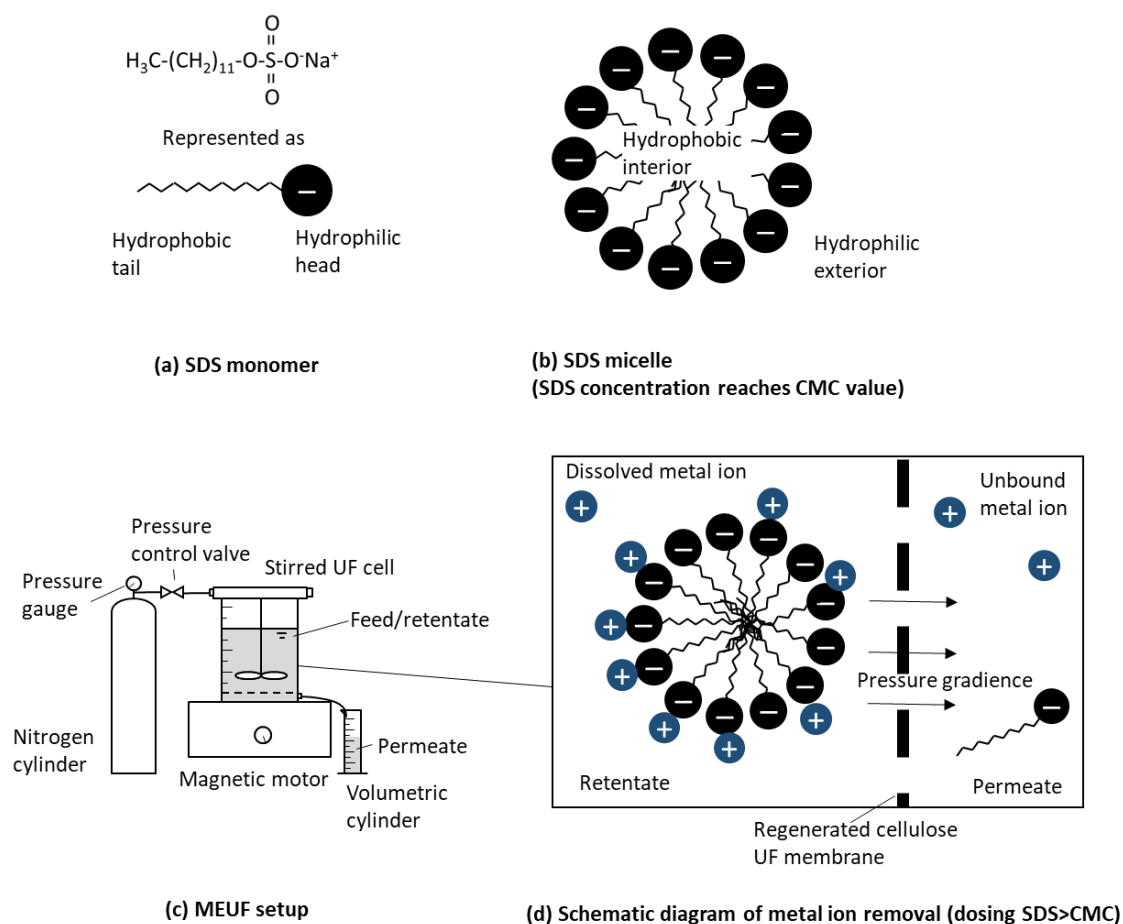 O
H₃C-(CH₂)₁₁-O-S-O⁻Na⁺
O
Represented as
−
Hydrophobic
tail
Hydrophilic
head
(a) SDS monomer
Hydrophobic
interior
Hydrophilic
exterior
(b) SDS micelle
(SDS concentration reaches CMC value)
Pressure
control valve
Pressure
gauge
Stirred UF cell
Feed/retentate
Nitrogen
cylinder
Magnetic motor
Permeate
Volumetric
cylinder
(c) MEUF setup
Dissolved metal ion
Unbound
metal ion
Pressure gradience
Retentate
Permeate
Regenerated cellulose
UF membrane
(d) Schematic diagram of metal ion removal (dosing SDS>CMC)